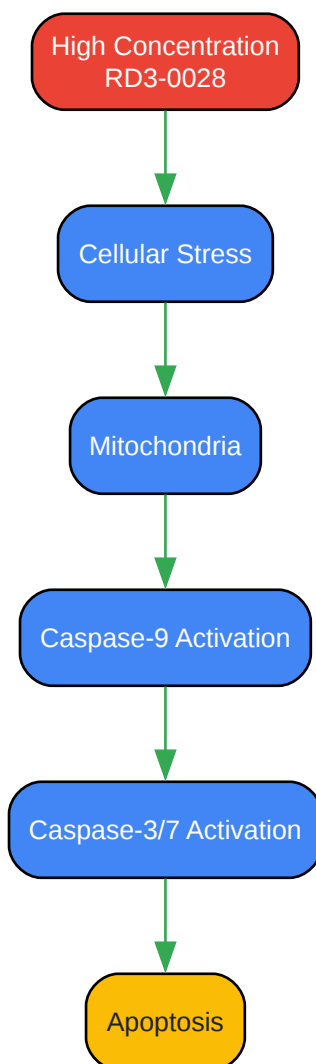 High Concentration
RD3-0028
Cellular Stress
Mitochondria
Caspase-9 Activation
Caspase-3/7 Activation
Apoptosis